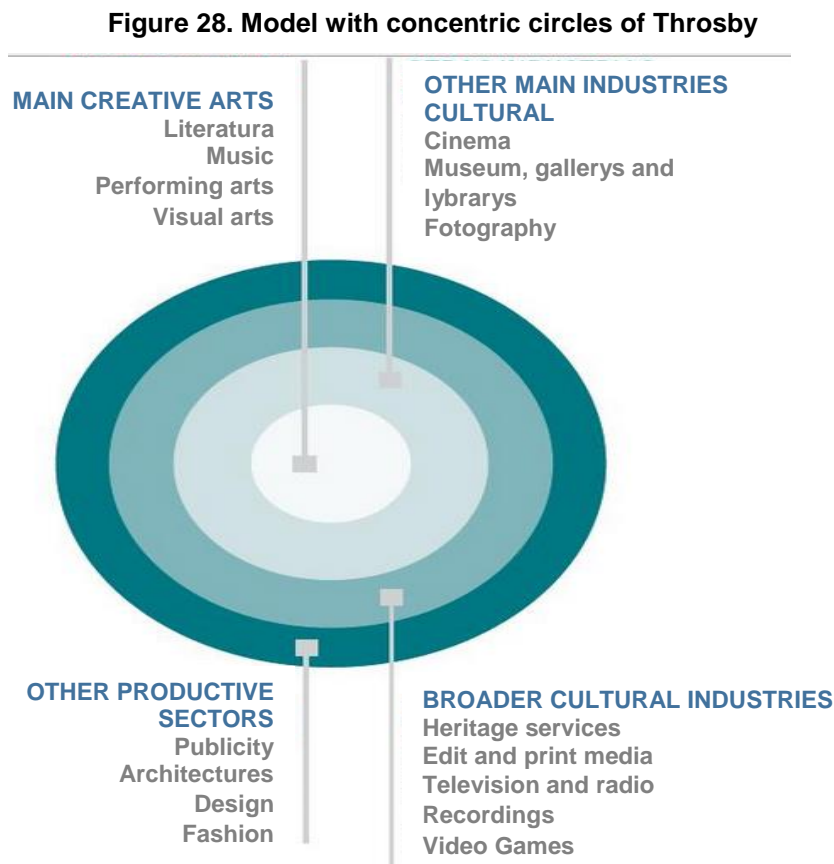 Figure 28. Model with concentric circles of Throsby
MAIN CREATIVE ARTS
Literatura
Music
Performing arts
Visual arts
OTHER MAIN INDUSTRIES
CULTURAL
Cinema
Museum, gallerys and
lybrarys
Fotography
OTHER PRODUCTIVE
SECTORS
Publicity
Architectures
Design
Fashion
BROADER CULTURAL INDUSTRIES
Heritage services
Edit and print media
Television and radio
Recordings
Video Games